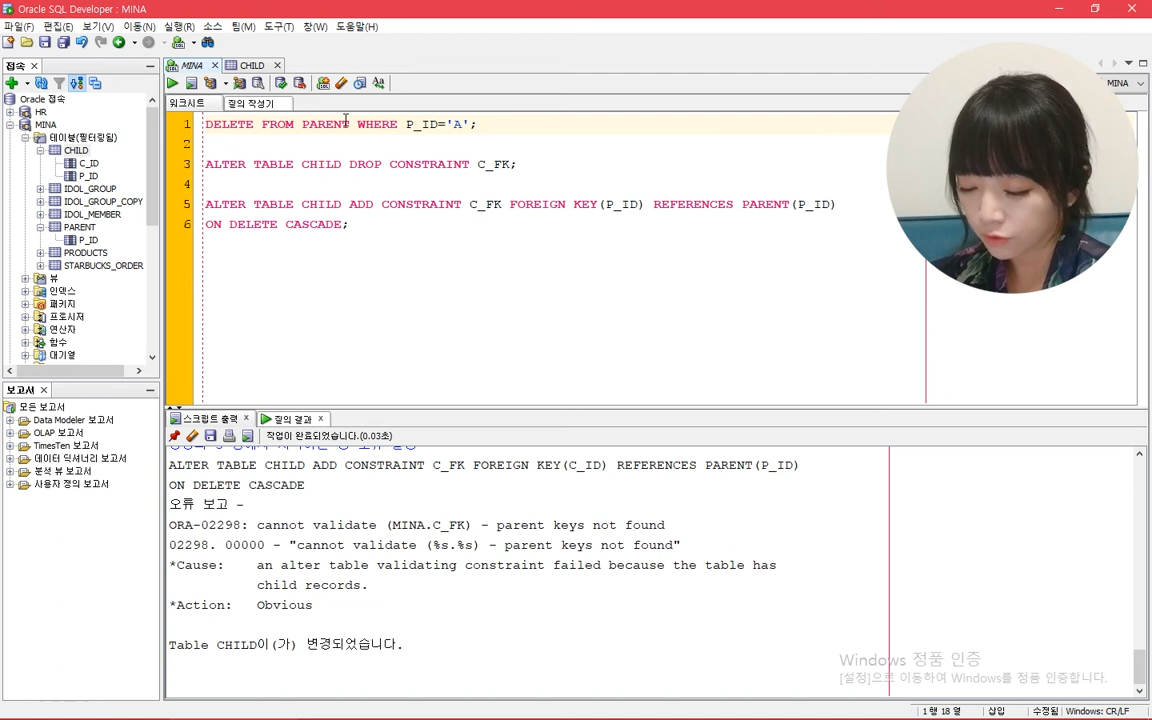 Oracle SQL Developer : MINA
파일(F) 편집(E) 보기(V) 이동(N) 실행(R) 소스 팀(M) 도구(T) 창(W) 도움말(H)
접속
Oracle 접속
HR
MINA
테이블(필터링됨)
CHILD
C_ID
P_ID
IDOL_GROUP
IDOL_GROUP_COPY
IDOL_MEMBER
PARENT
P_ID
PRODUCTS
STARBUCKS_ORDER
뷰
인덱스
패키지
프로시저
연산자
함수
대기열
보고서
모든 보고서
Data Modeler 보고서
OLAP 보고서
TimesTen 보고서
데이터 딕셔너리 보고서
분석 뷰 보고서
사용자 정의 보고서
MINA CHILD
MINA
워크시트 질의 작성기
1 DELETE FROM PARENT WHERE P_ID='A';
2
3 ALTER TABLE CHILD DROP CONSTRAINT C_FK;
4
5 ALTER TABLE CHILD ADD CONSTRAINT C_FK FOREIGN KEY(P_ID) REFERENCES PARENT(P_ID)
6 ON DELETE CASCADE;
스크립트 출력 질의 결과
작업이 완료되었습니다.(0.03초)
ALTER TABLE CHILD ADD CONSTRAINT C_FK FOREIGN KEY(C_ID) REFERENCES PARENT(P_ID)
ON DELETE CASCADE
오류 보고 -
ORA-02298: cannot validate (MINA.C_FK) - parent keys not found
02298. 00000 - "cannot validate (%s.%s) - parent keys not found"
*Cause: an alter table validating constraint failed because the table has
child records.
*Action: Obvious
Table CHILD이(가) 변경되었습니다.
Windows 정품 인증
[설정]으로 이동하여 Windows를 정품 인증합니다.
1 행 18 열 삽입 수정됨 Windows: CR/LF